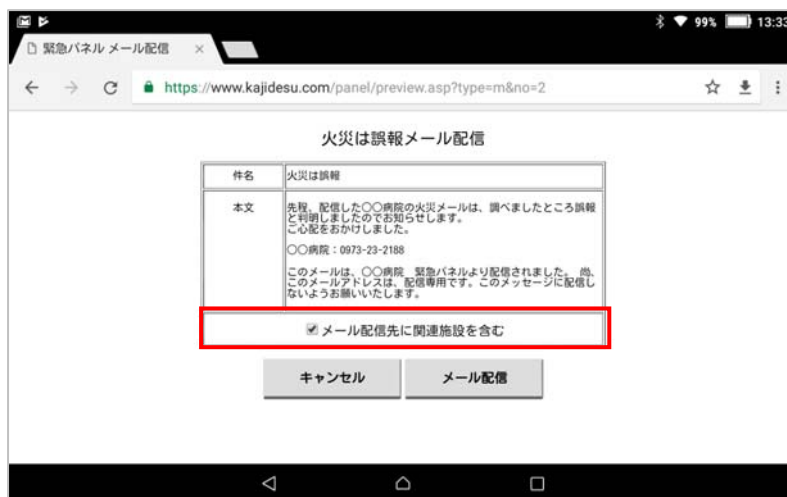 99% 13:33
緊急パネル メール配信 ×
https://www.kajidesu.com/panel/preview.asp?type=m&no=2
火災は誤報メール配信
件名 火災は誤報
本文 先程、配信した〇〇病院の火災メールは、調べましたところ誤報
と判明しましたのでお知らせします。
ご心配をおかけしました。
〇〇病院：0973-23-2188
このメールは、〇〇病院　緊急パネルより配信されました。 尚、
このメールアドレスは、配信専用です。このメッセージに配信し
ないようお願いいたします。
メール配信先に関連施設を含む
キャンセル メール配信